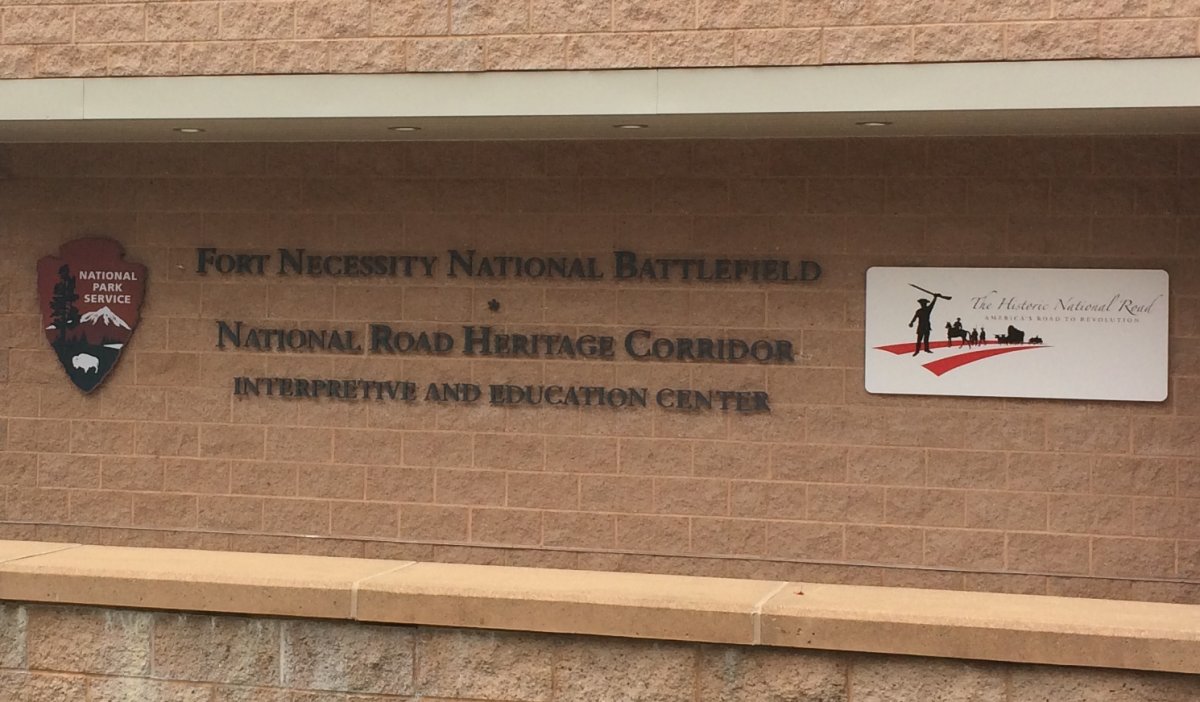 NATIONAL
PARK
SERVICE
FORT NECESSITY NATIONAL BATTLEFIELD
*
NATIONAL ROAD HERITAGE CORRIDOR
INTERPRETIVE AND EDUCATION CENTER
The Historic National Road
AMERICA'S ROAD TO REVOLUTION